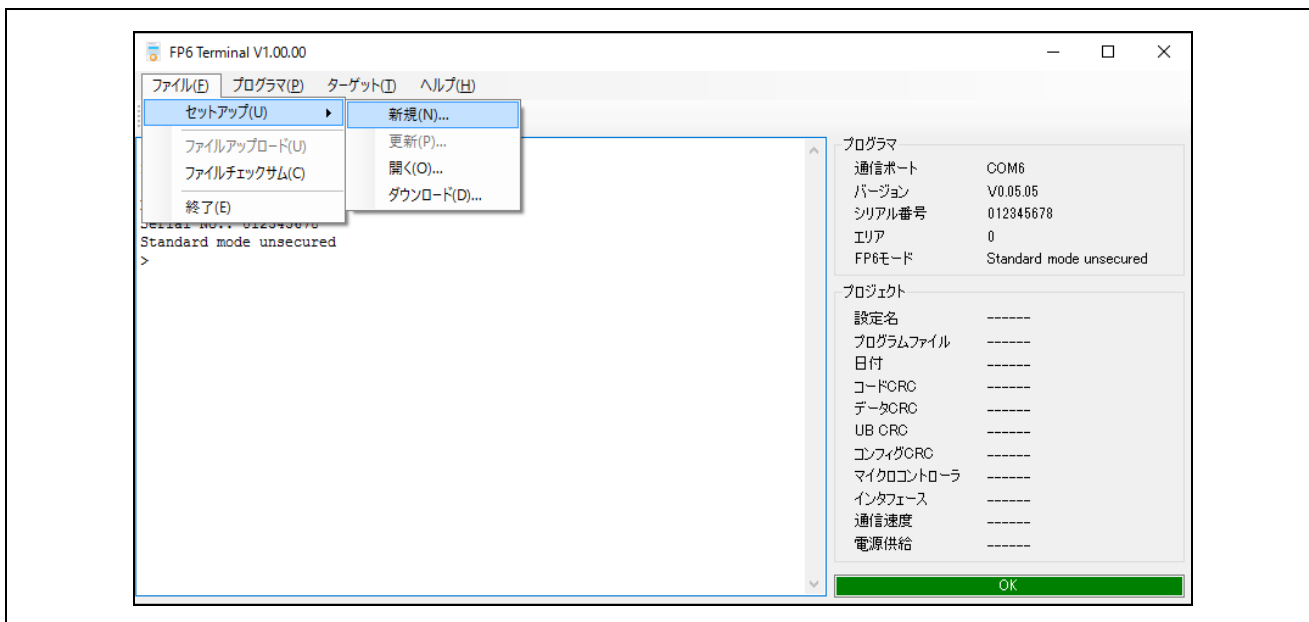 FP6 Terminal V1.00.00
ファイル(F) プログラマ(P) ターゲット(T) ヘルプ(H)
セットアップ(U)
ファイルアップロード(U)
ファイルチェックサム(C)
終了(E)
新規(N)...
更新(P)...
開く(O)...
ダウンロード(D)...
Serial No.: 012345678
Standard mode unsecured
>
プログラマ
通信ポート COM6
バージョン V0.05.05
シリアル番号 012345678
エリア 0
FP6モード Standard mode unsecured
プロジェクト
設定名 ------
プログラムファイル ------
日付 ------
コードCRC ------
データCRC ------
UB CRC ------
コンフィグCRC ------
マイクロコントローラ ------
インタフェース ------
通信速度 ------
電源供給 ------
OK